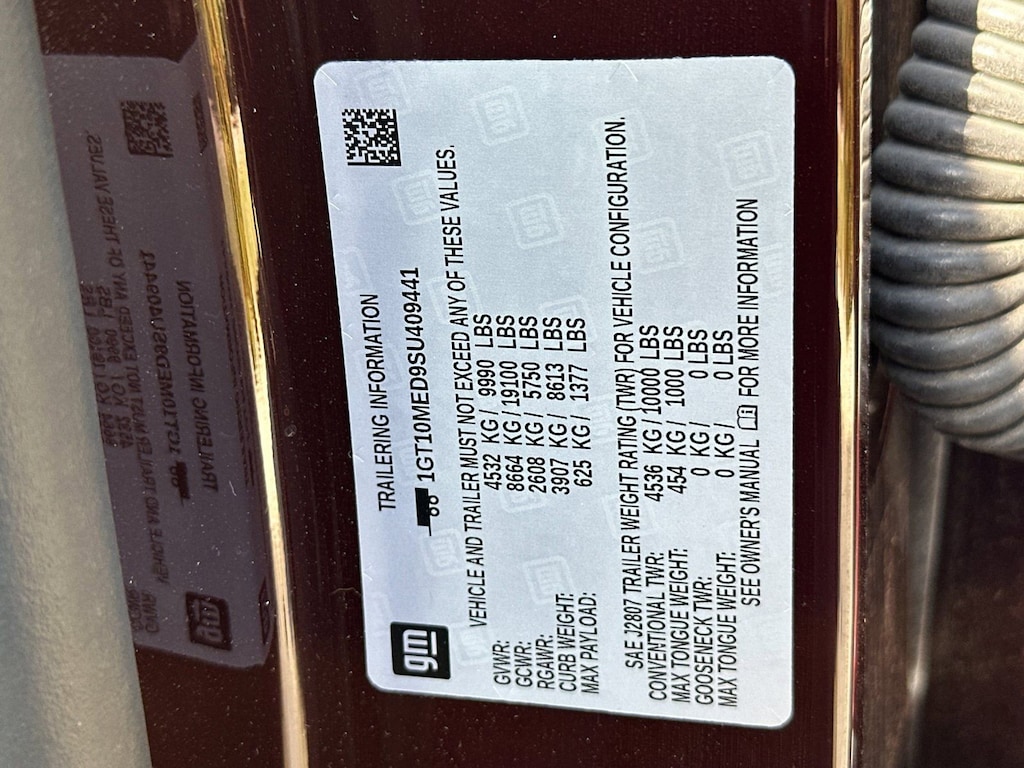 gm
TRAILERING INFORMATION
88 1GT10MED9SU409441
VEHICLE AND TRAILER MUST NOT EXCEED ANY OF THESE VALUES.
GVWR: 4532 KG/ 9990 LBS
GCWR: 8664 KG/19100 LBS
RGAWR: 2608 KG/ 5750 LBS
CURB WEIGHT: 3907 KG/ 8613 LBS
MAX PAYLOAD: 625 KG/ 1377 LBS
SAE J2807 TRAILER WEIGHT RATING (TWR) FOR VEHICLE CONFIGURATION.
CONVENTIONAL TWR: 4536 KG/10000 LBS
MAX TONGUE WEIGHT: 454 KG/ 1000 LBS
GOOSENECK TWR: 0 KG/ 0 LBS
MAX TONGUE WEIGHT: 0 KG/ 0 LBS
SEE OWNER'S MANUAL FOR MORE INFORMATION